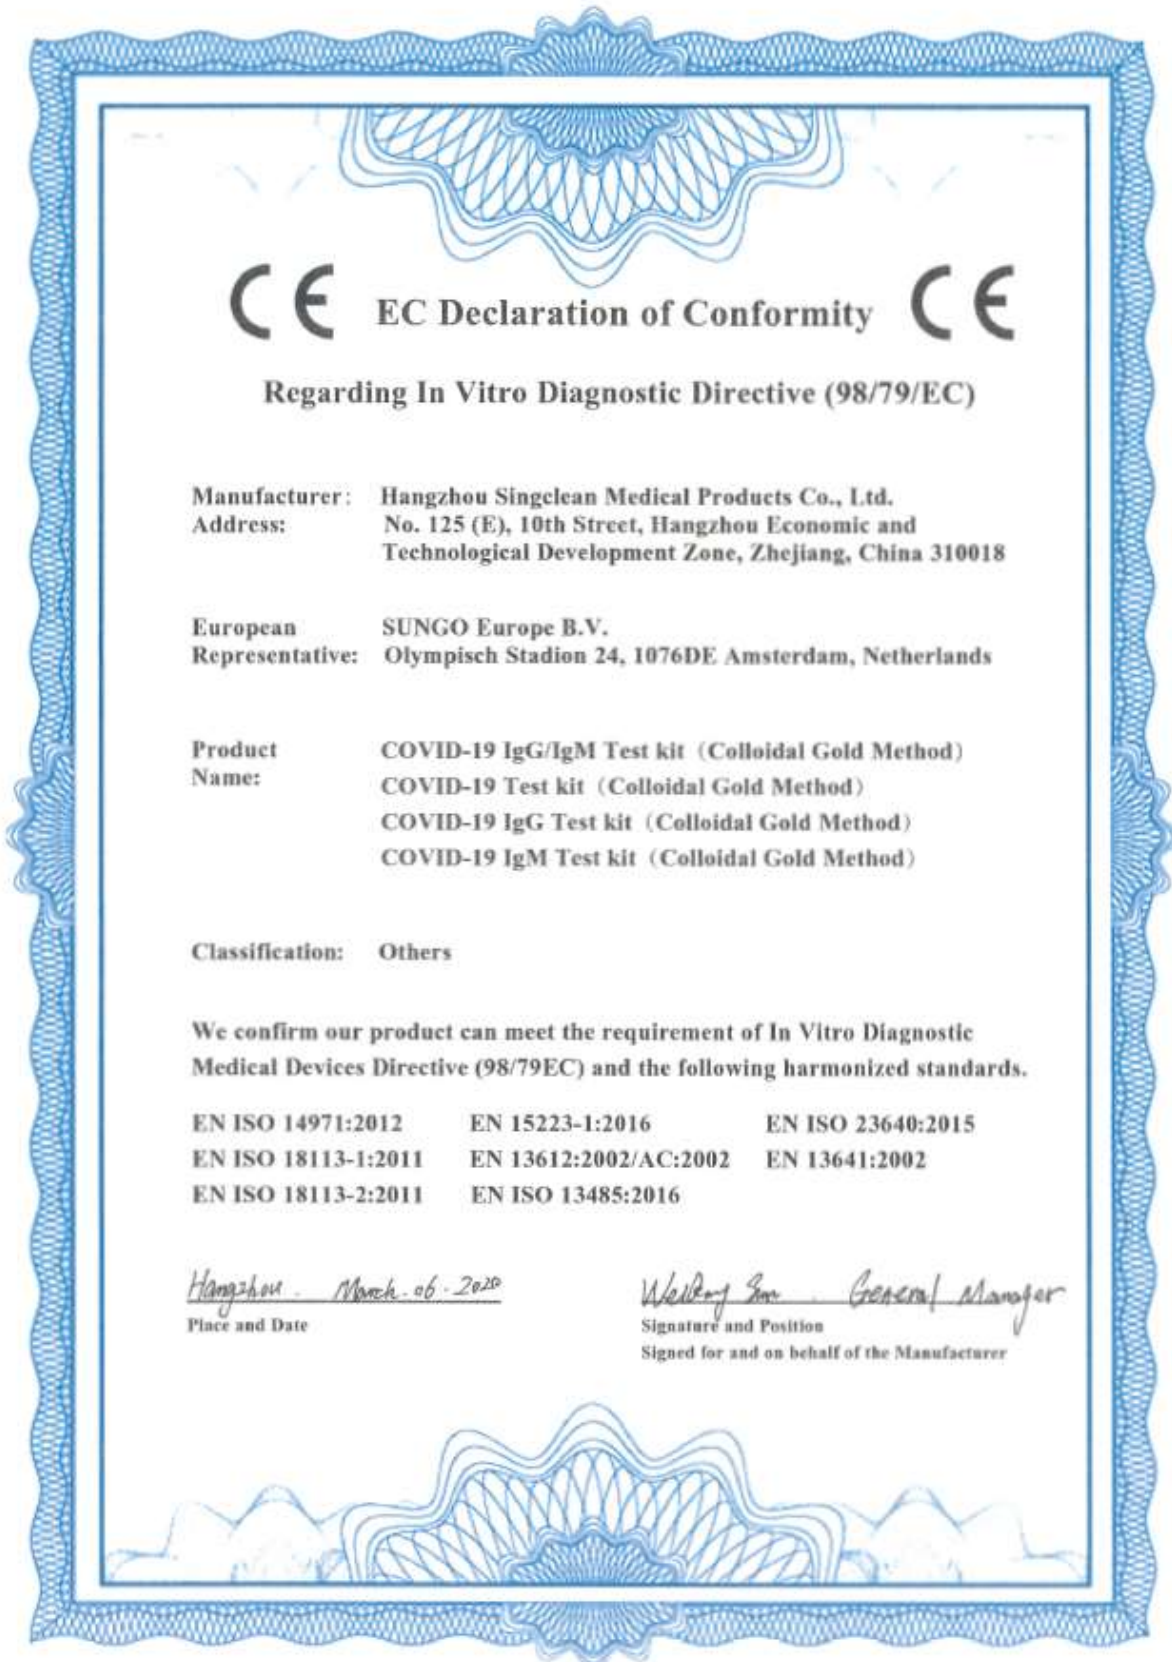 CE EC Declaration of Conformity CE
Regarding In Vitro Diagnostic Directive (98/79/EC)
Manufacturer: Hangzhou Singclean Medical Products Co., Ltd.
Address: No. 125 (E), 10th Street, Hangzhou Economic and
Technological Development Zone, Zhejiang, China 310018
European SUNGO Europe B.V.
Representative: Olympisch Stadion 24, 1076DE Amsterdam, Netherlands
Product COVID-19 IgG/IgM Test kit（Colloidal Gold Method）
Name: COVID-19 Test kit（Colloidal Gold Method）
COVID-19 IgG Test kit（Colloidal Gold Method）
COVID-19 IgM Test kit（Colloidal Gold Method）
Classification: Others
We confirm our product can meet the requirement of In Vitro Diagnostic
Medical Devices Directive (98/79EC) and the following harmonized standards.
EN ISO 14971:2012 EN 15223-1:2016 EN ISO 23640:2015
EN ISO 18113-1:2011 EN 13612:2002/AC:2002 EN 13641:2002
EN ISO 18113-2:2011 EN ISO 13485:2016
Hangzhou. March.06.2020 General Manager
Place and Date Signature and Position
Signed for and on behalf of the Manufacturer